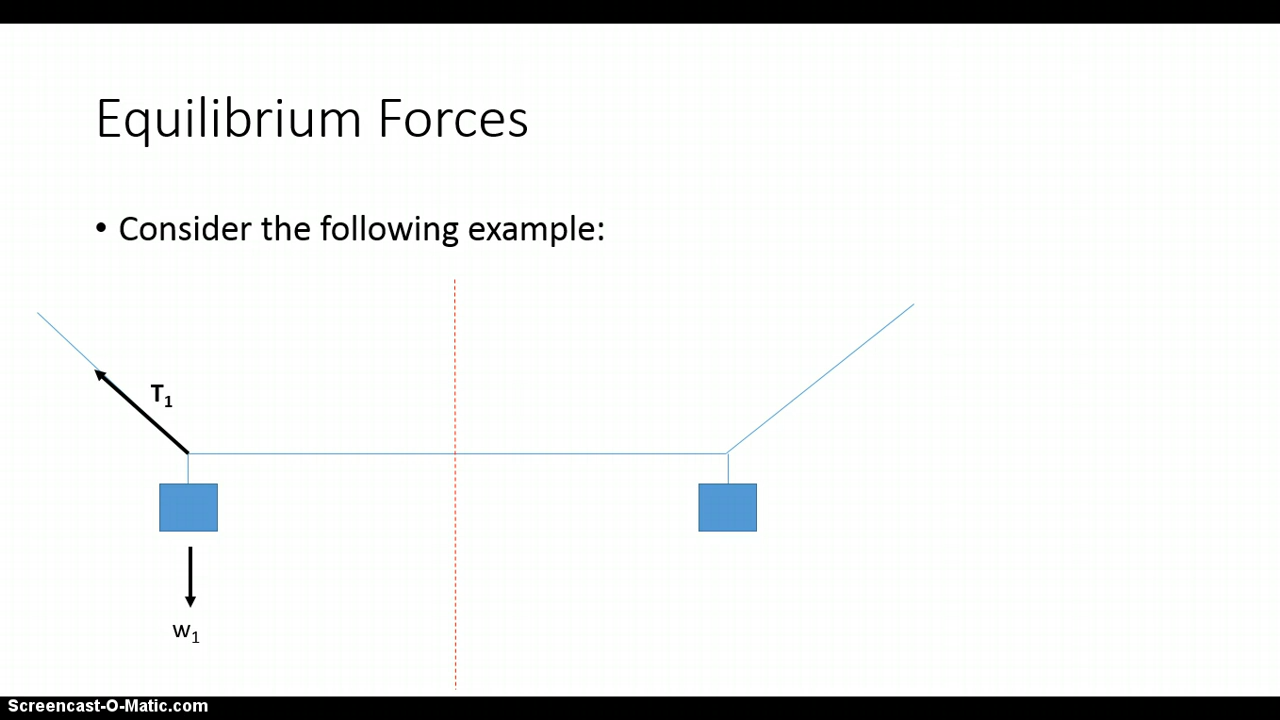 Equilibrium Forces
• Consider the following example:
T₁
w₁
Screencast-O-Matic.com